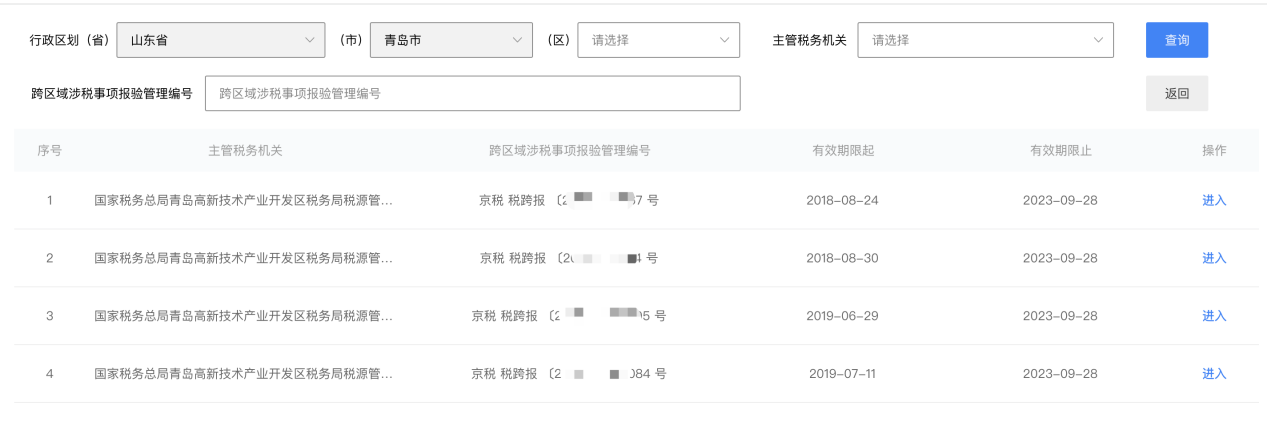 行政区划（省） 山东省 （市） 青岛市 （区） 请选择 主管税务机关 请选择 查询
跨区域涉税事项报验管理编号 跨区域涉税事项报验管理编号 返回
序号 主管税务机关 跨区域涉税事项报验管理编号 有效期限起 有效期限止 操作
1 国家税务总局青岛高新技术产业开发区税务局税源管... 京税 税跨报 〔2 7 号 2018-08-24 2023-09-28 进入
2 国家税务总局青岛高新技术产业开发区税务局税源管... 京税 税跨报 〔2 号 2018-08-30 2023-09-28 进入
3 国家税务总局青岛高新技术产业开发区税务局税源管... 京税 税跨报 〔2 5 号 2019-06-29 2023-09-28 进入
4 国家税务总局青岛高新技术产业开发区税务局税源管... 京税 税跨报 〔2 084 号 2019-07-11 2023-09-28 进入